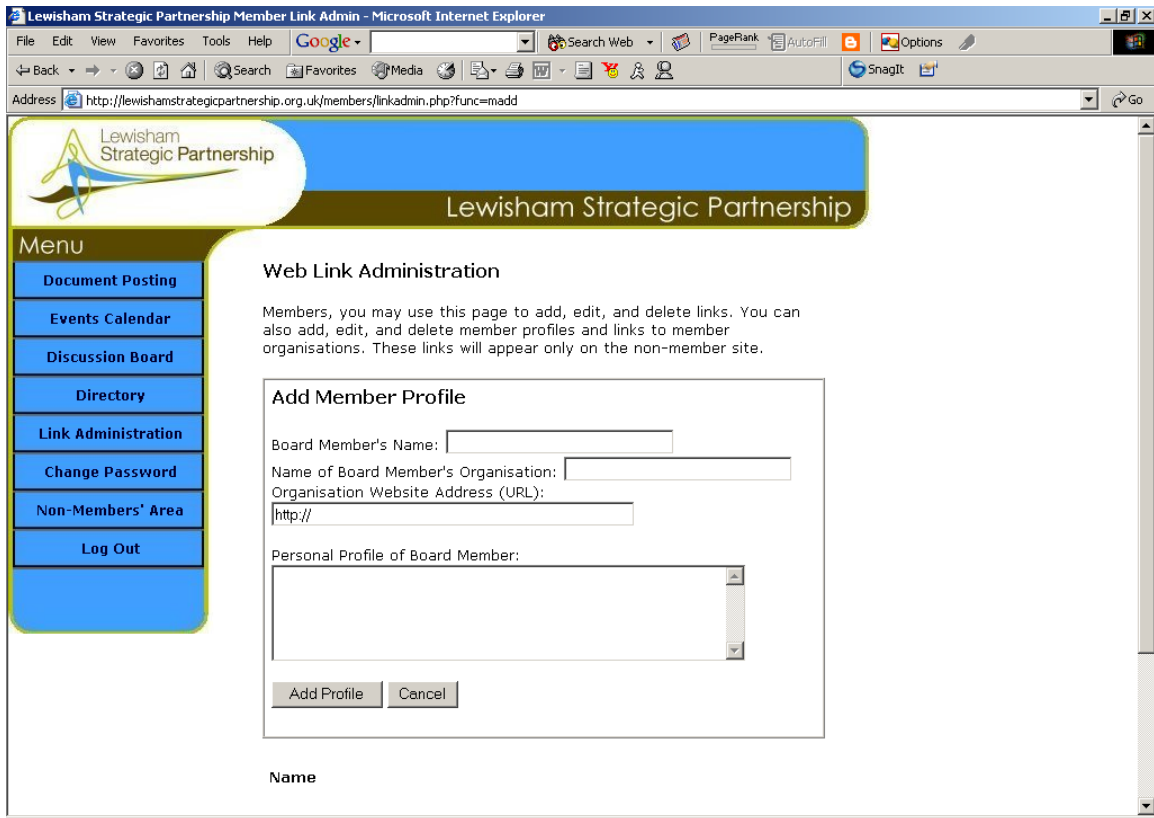 Lewisham Strategic Partnership Member Link Admin - Microsoft Internet Explorer
File Edit View Favorites Tools Help Google Search Web PageRank AutoFill Options
Back Search Favorites Media SnagIt
Address http://lewishamstrategicpartnership.org.uk/members/linkadmin.php?func=madd Go
Lewisham
Strategic Partnership
Lewisham Strategic Partnership
Menu
Document Posting
Events Calendar
Discussion Board
Directory
Link Administration
Change Password
Non-Members' Area
Log Out
Web Link Administration
Members, you may use this page to add, edit, and delete links. You can
also add, edit, and delete member profiles and links to member
organisations. These links will appear only on the non-member site.
Add Member Profile
Board Member's Name:
Name of Board Member's Organisation:
Organisation Website Address (URL):
http://
Personal Profile of Board Member:
Add Profile Cancel
Name